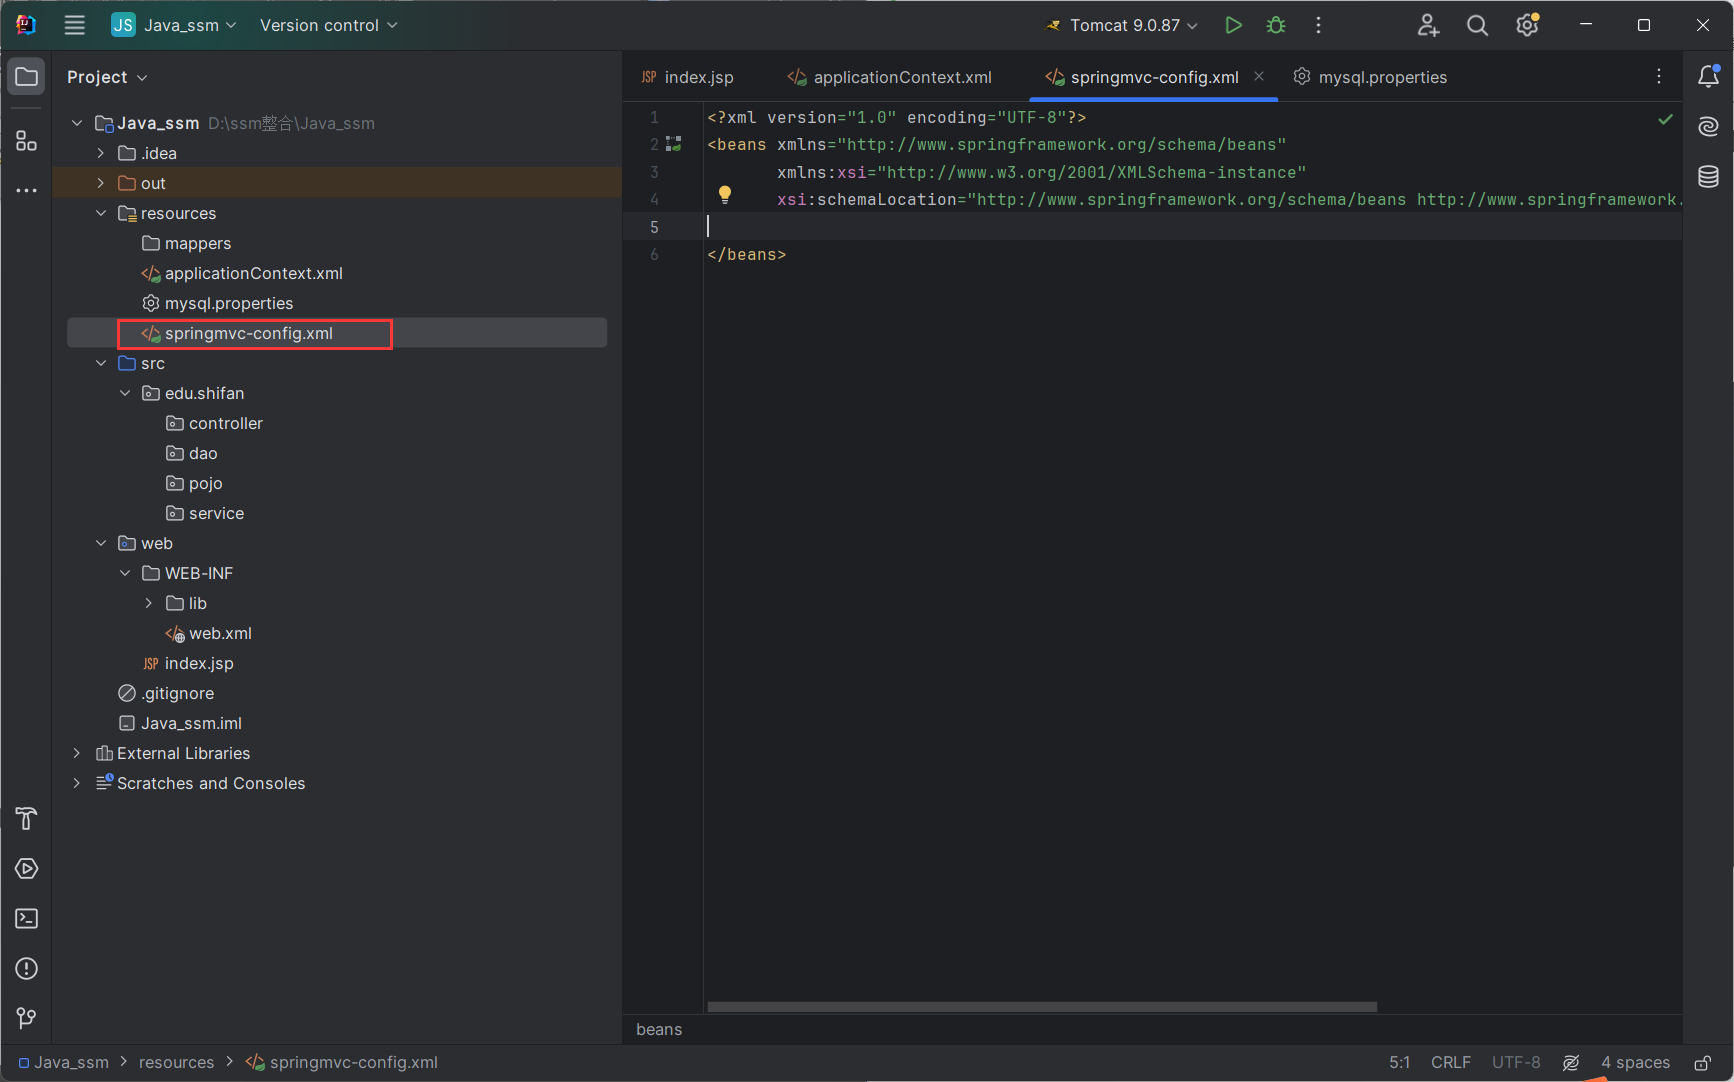 JS Java_ssm Version control Tomcat 9.0.87
Project
Java_ssm D:\ssm整合\Java_ssm
.idea
out
resources
mappers
applicationContext.xml
mysql.properties
springmvc-config.xml
src
edu.shifan
controller
dao
pojo
service
web
WEB-INF
lib
web.xml
JSP index.jsp
.gitignore
Java_ssm.iml
External Libraries
Scratches and Consoles
JSP index.jsp applicationContext.xml springmvc-config.xml mysql.properties
1 <?xml version="1.0" encoding="UTF-8"?>
2 <beans xmlns="http://www.springframework.org/schema/beans"
3 xmlns:xsi="http://www.w3.org/2001/XMLSchema-instance"
4 xsi:schemaLocation="http://www.springframework.org/schema/beans http://www.springframework.
5
6 </beans>
beans
Java_ssm > resources > springmvc-config.xml 5:1 CRLF UTF-8 4 spaces